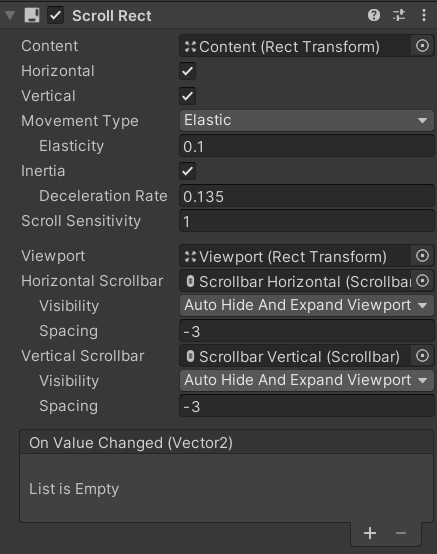 Scroll Rect
Content Content (Rect Transform)
Horizontal
Vertical
Movement Type Elastic
Elasticity 0.1
Inertia
Deceleration Rate 0.135
Scroll Sensitivity 1
Viewport Viewport (Rect Transform)
Horizontal Scrollbar Scrollbar Horizontal (Scrollbar
Visibility Auto Hide And Expand Viewport
Spacing -3
Vertical Scrollbar Scrollbar Vertical (Scrollbar)
Visibility Auto Hide And Expand Viewport
Spacing -3
On Value Changed (Vector2)
List is Empty